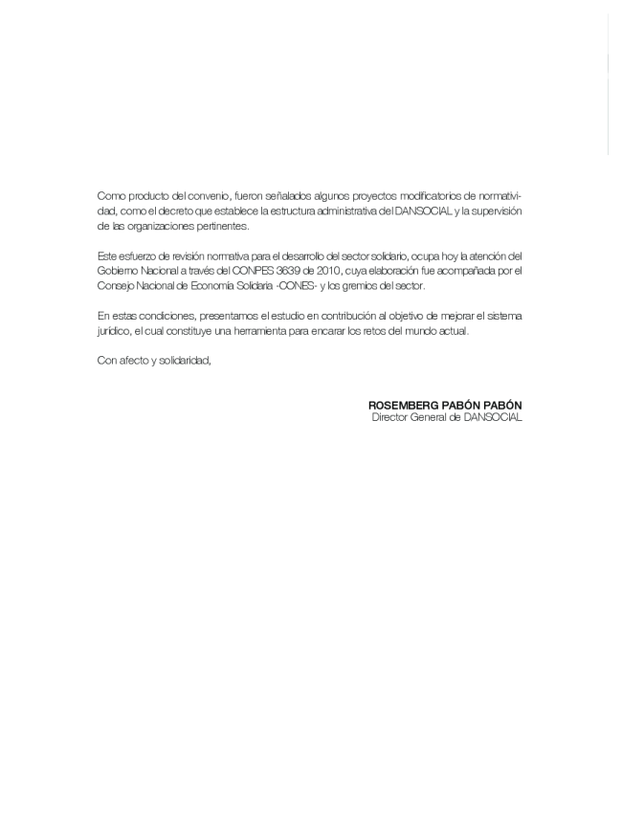 Como producto del convenio, fueron señalados algunos proyectos modificatorios de normativi-
dad, como el decreto que establece la estructura administrativa del DANSOCIAL y la supervisión
de las organizaciones pertinentes.
Este esfuerzo de revisión normativa para el desarrollo del sector solidario, ocupa hoy la atención del
Gobierno Nacional a través del CONPES 3639 de 2010, cuya elaboración fue acompañada por el
Consejo Nacional de Economía Solidaria -CONES- y los gremios del sector.
En estas condiciones, presentamos el estudio en contribución al objetivo de mejorar el sistema
jurídico, el cual constituye una herramienta para encarar los retos del mundo actual.
Con afecto y solidaridad,
ROSEMBERG PABÓN PABÓN
Director General de DANSOCIAL